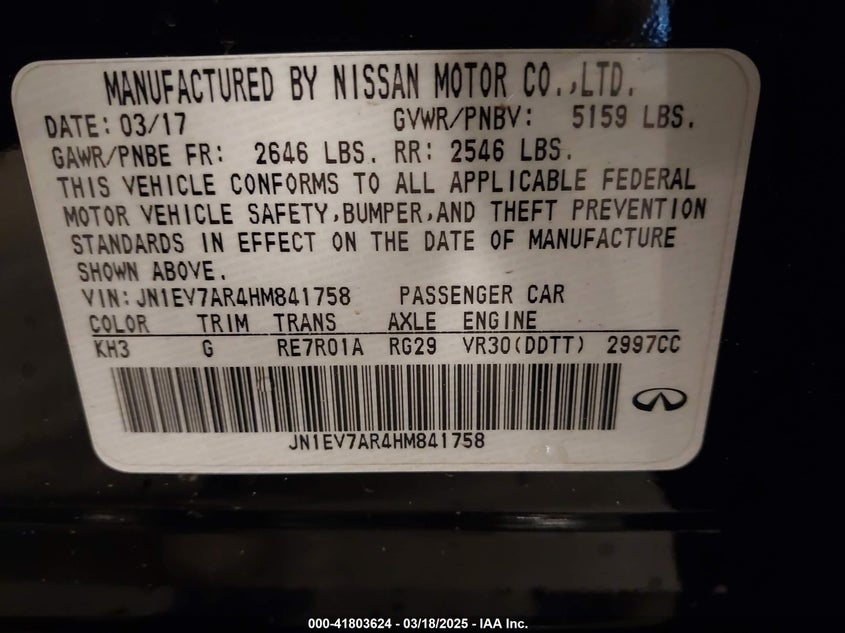 MANUFACTURED BY NISSAN MOTOR CO.,LTD.
DATE: 03/17 GVWR/PNBV: 5159 LBS.
GAWR/PNBE FR: 2646 LBS. RR: 2546 LBS.
THIS VEHICLE CONFORMS TO ALL APPLICABLE FEDERAL
MOTOR VEHICLE SAFETY,BUMPER,AND THEFT PREVENTION
STANDARDS IN EFFECT ON THE DATE OF MANUFACTURE
SHOWN ABOVE.
VIN: JN1EV7AR4HM841758 PASSENGER CAR
COLOR TRIM TRANS AXLE ENGINE
KH3 G RE7R01A RG29 VR30(DDTT) 2997CC
JN1EV7AR4HM841758
000-41803624 - 03/18/2025 - IAA Inc.